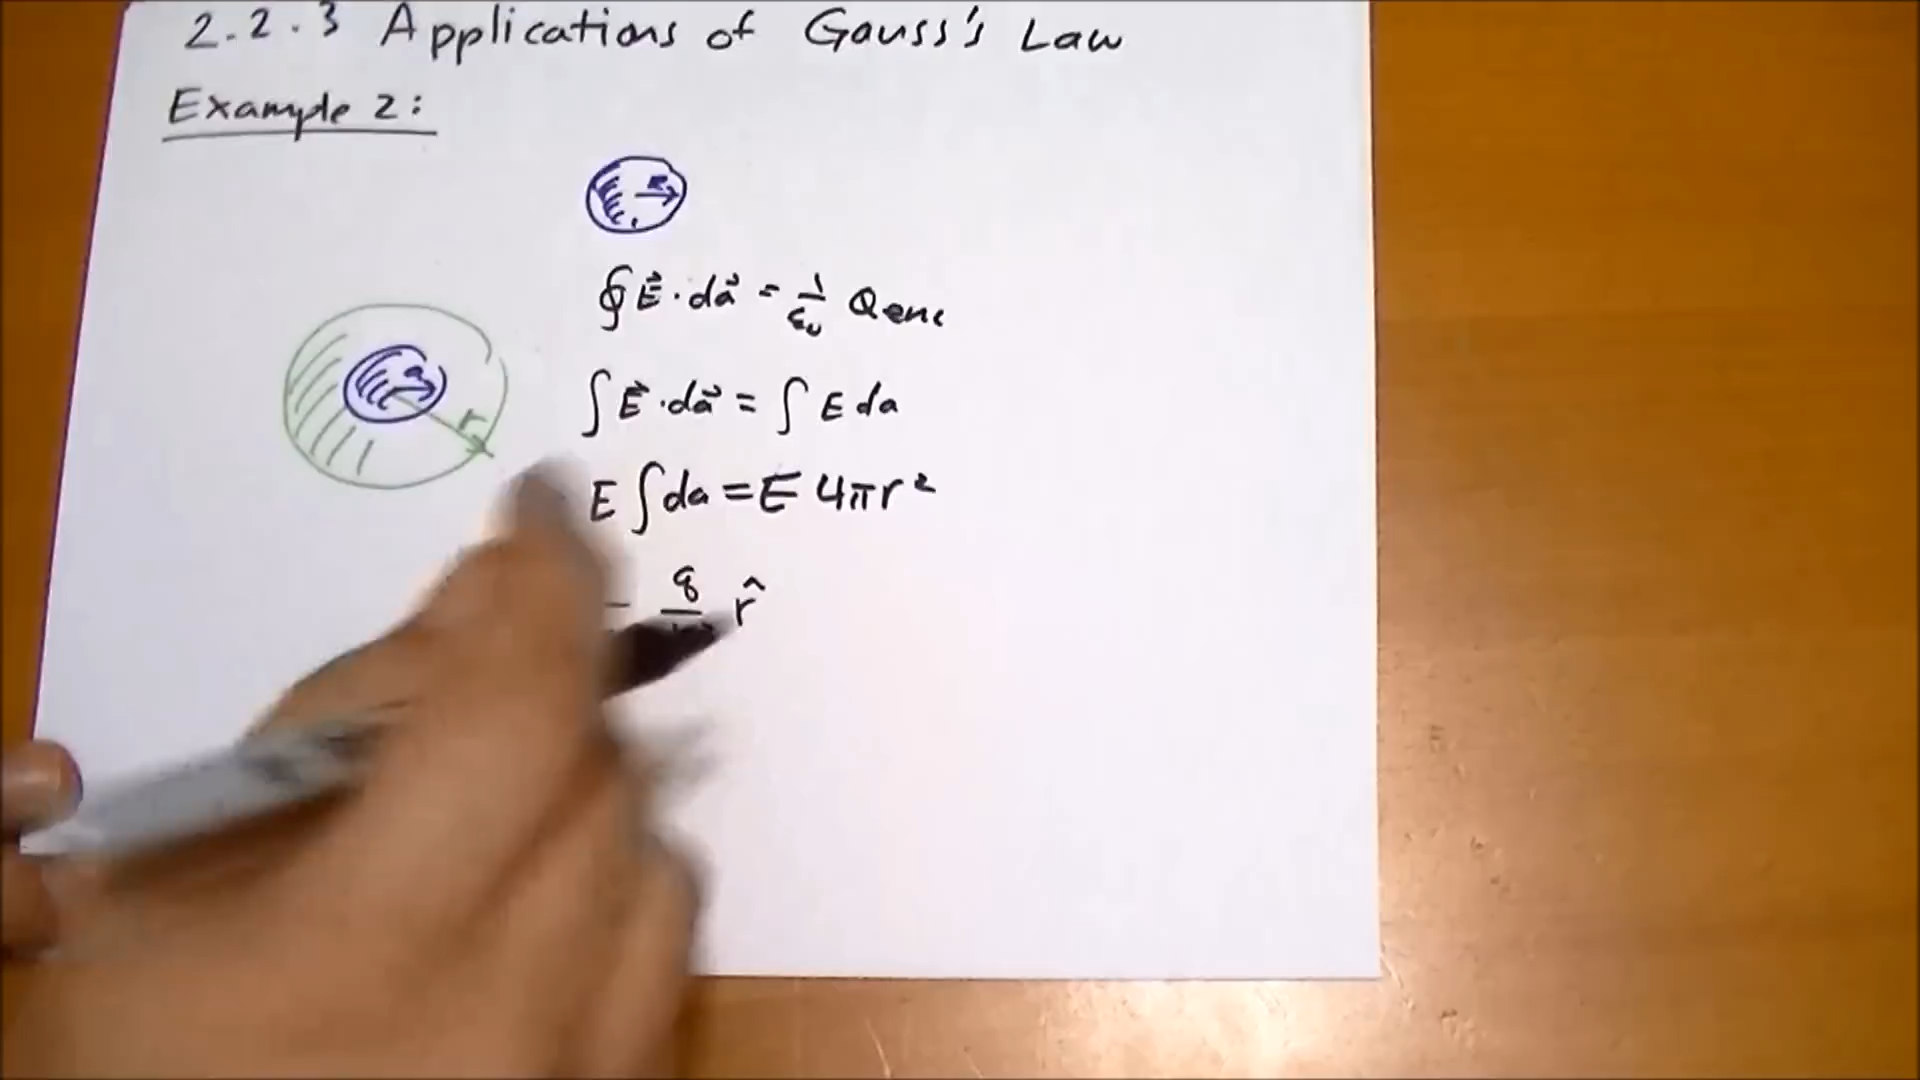 2.2.3 Applications of Gauss's Law
Example 2:
R
∮ E⃗ · da⃗ = 1/ε₀ Qenc
a
r
∫ E⃗ · da⃗ = ∫ E da
E ∫ da = E 4πr²
q r̂